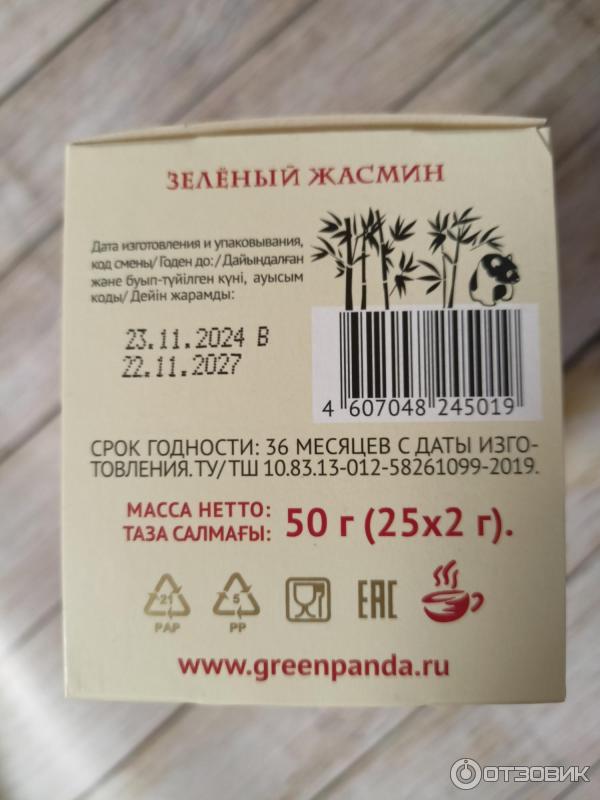 ЗЕЛЁНЫЙ ЖАСМИН
Дата изготовления и упаковывания,
код смены/ Годен до: / Дайындалған
және буып-түйілген күні, ауысым
коды/ Дейін жарамды:
23.11.2024 В
22.11.2027
4 607048 245019
СРОК ГОДНОСТИ: 36 МЕСЯЦЕВ С ДАТЫ ИЗГО-
ТОВЛЕНИЯ. ТУ/ ТШ 10.83.13-012-58261099-2019.
МАССА НЕТТО:
ТАЗА САЛМАҒЫ:
50 г (25х2 г).
21
PAP
5
PP
ЕАС
www.greenpanda.ru
ОТЗОВИК